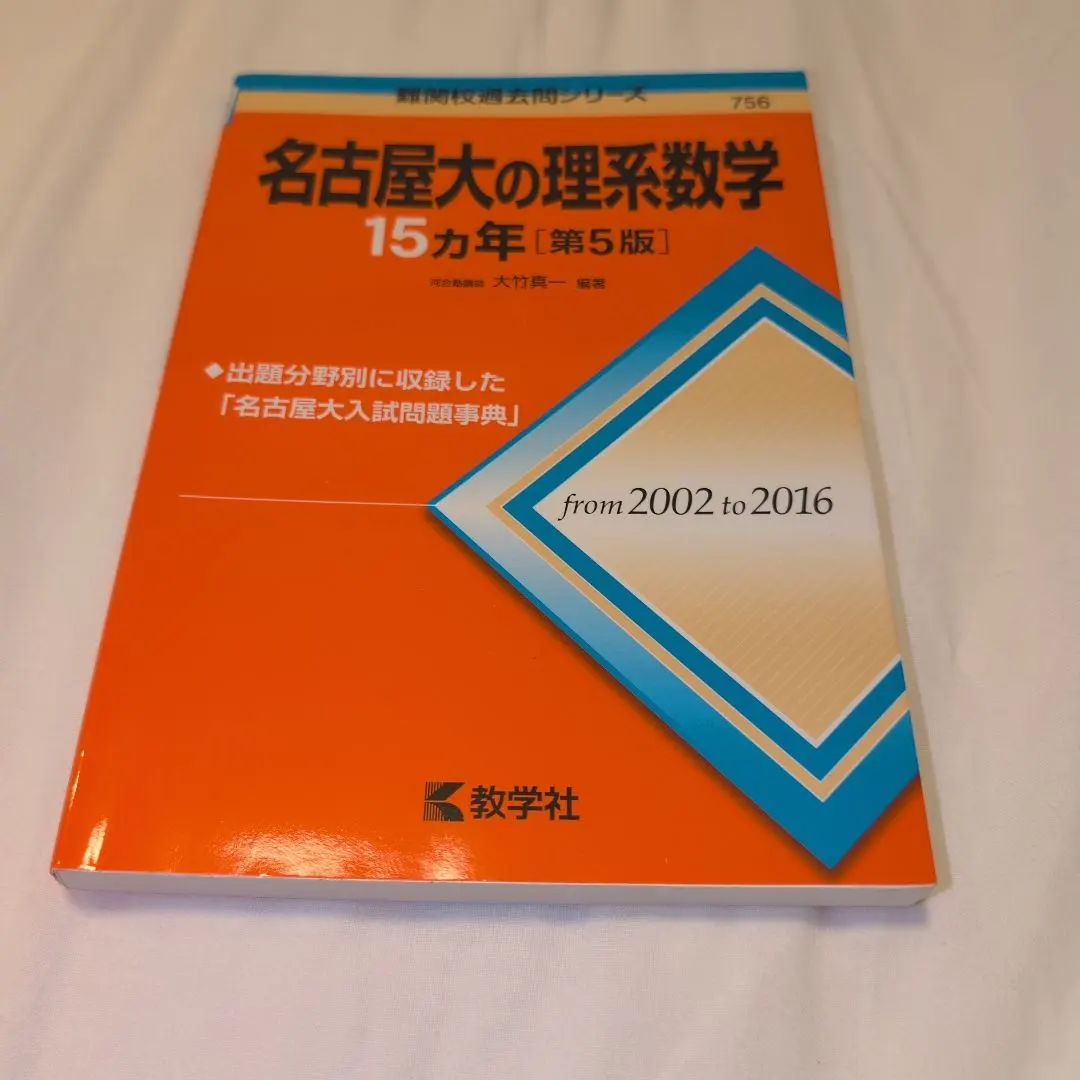 難関校過去問シリーズ
756
名古屋大の理系数学
15ヵ年[第5版]
河合塾講師 大竹真一 編著
◆出題分野別に収録した
「名古屋大入試問題事典」
from 2002 to 2016
教学社